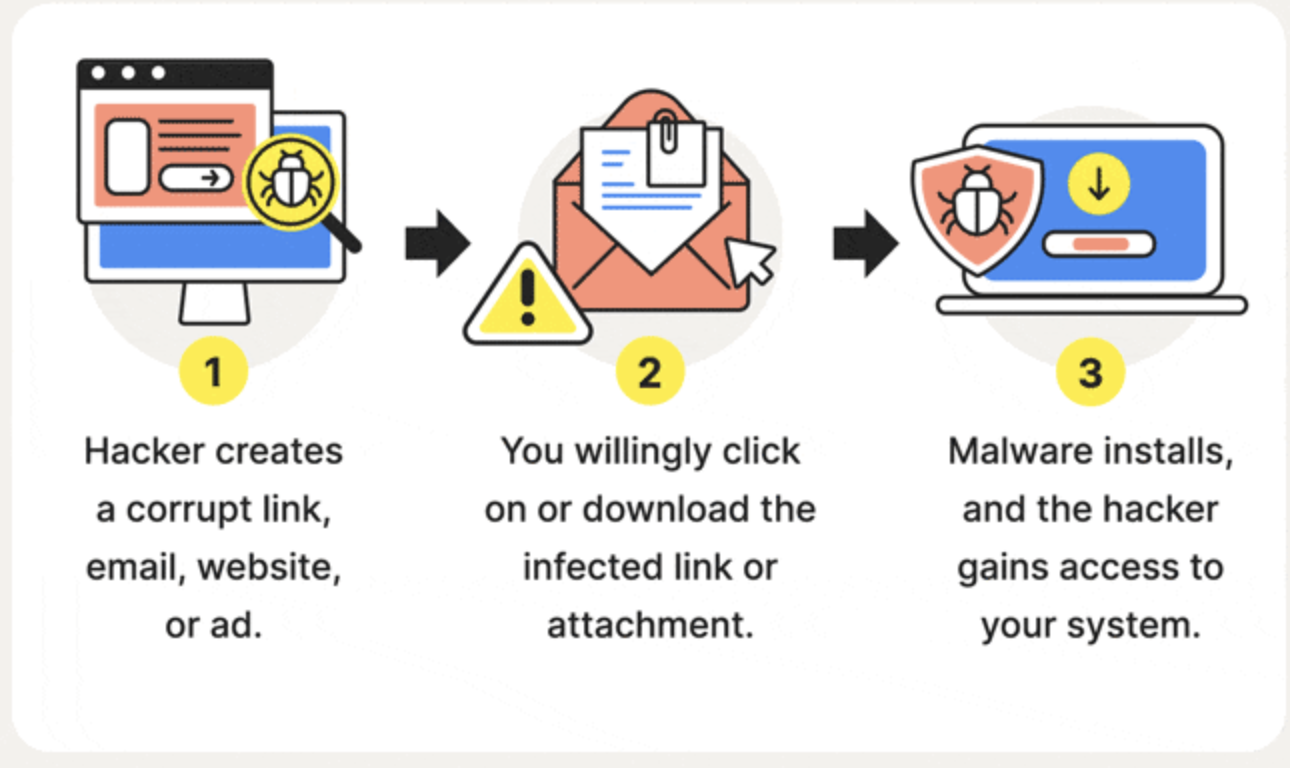 1
Hacker creates
a corrupt link,
email, website,
or ad.
2
You willingly click
on or download the
infected link or
attachment.
3
Malware installs,
and the hacker
gains access to
your system.